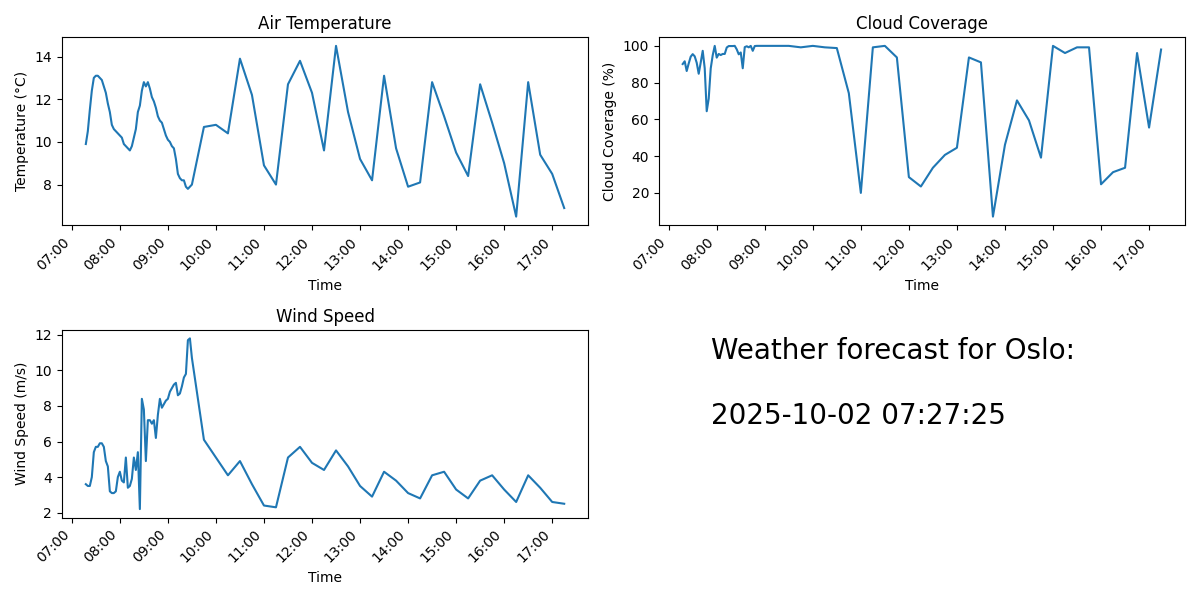 Air Temperature
Temperature (°C)
14
12
10
8
07:00 08:00 09:00 10:00 11:00 12:00 13:00 14:00 15:00 16:00 17:00
Time
Cloud Coverage
Cloud Coverage (%)
100
80
60
40
20
07:00 08:00 09:00 10:00 11:00 12:00 13:00 14:00 15:00 16:00 17:00
Time
Wind Speed
Wind Speed (m/s)
12
10
8
6
4
2
07:00 08:00 09:00 10:00 11:00 12:00 13:00 14:00 15:00 16:00 17:00
Time
Weather forecast for Oslo:
2025-10-02 07:27:25